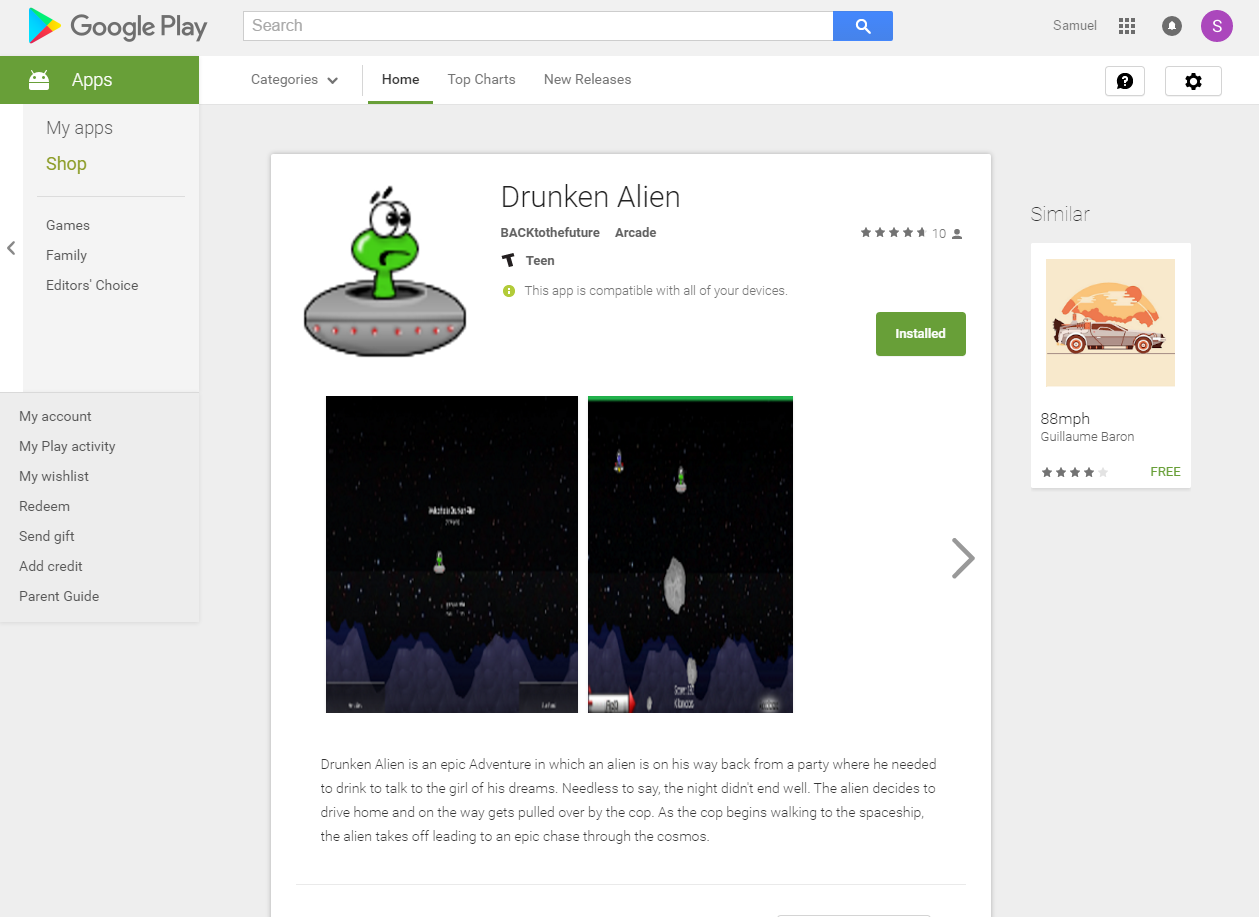 Google Play
Search
Samuel
S
Apps
Categories
Home
Top Charts
New Releases
My apps
Shop
Games
Family
Editors' Choice
My account
My Play activity
My wishlist
Redeem
Send gift
Add credit
Parent Guide
Drunken Alien
BACKtothefuture Arcade
10
T Teen
This app is compatible with all of your devices.
Installed
Drunken Alien is an epic Adventure in which an alien is on his way back from a party where he needed
to drink to talk to the girl of his dreams. Needless to say, the night didn't end well. The alien decides to
drive home and on the way gets pulled over by the cop. As the cop begins walking to the spaceship,
the alien takes off leading to an epic chase through the cosmos.
Similar
88mph
Guillaume Baron
FREE